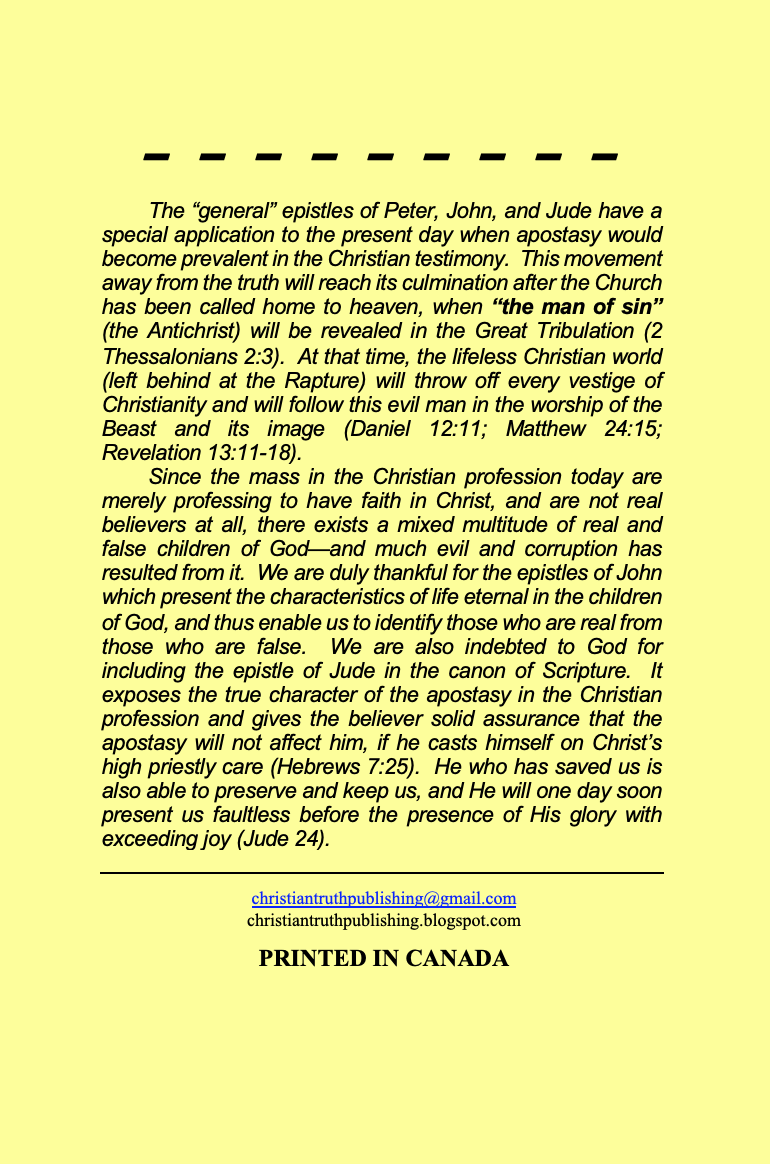 The “general” epistles of Peter, John, and Jude have a
special application to the present day when apostasy would
become prevalent in the Christian testimony.  This movement
away from the truth will reach its culmination after the Church
has been called home to heaven, when “the man of sin”
(the Antichrist) will be revealed in the Great Tribulation (2
Thessalonians 2:3).  At that time, the lifeless Christian world
(left behind at the Rapture) will throw off every vestige of
Christianity and will follow this evil man in the worship of the
Beast and its image (Daniel 12:11; Matthew 24:15;
Revelation 13:11-18).
Since the mass in the Christian profession today are
merely professing to have faith in Christ, and are not real
believers at all, there exists a mixed multitude of real and
false children of God—and much evil and corruption has
resulted from it.  We are duly thankful for the epistles of John
which present the characteristics of life eternal in the children
of God, and thus enable us to identify those who are real from
those who are false.  We are also indebted to God for
including the epistle of Jude in the canon of Scripture.  It
exposes the true character of the apostasy in the Christian
profession and gives the believer solid assurance that the
apostasy will not affect him, if he casts himself on Christ’s
high priestly care (Hebrews 7:25).  He who has saved us is
also able to preserve and keep us, and He will one day soon
present us faultless before the presence of His glory with
exceeding joy (Jude 24).
christiantruthpublishing@gmail.com
christiantruthpublishing.blogspot.com
PRINTED IN CANADA